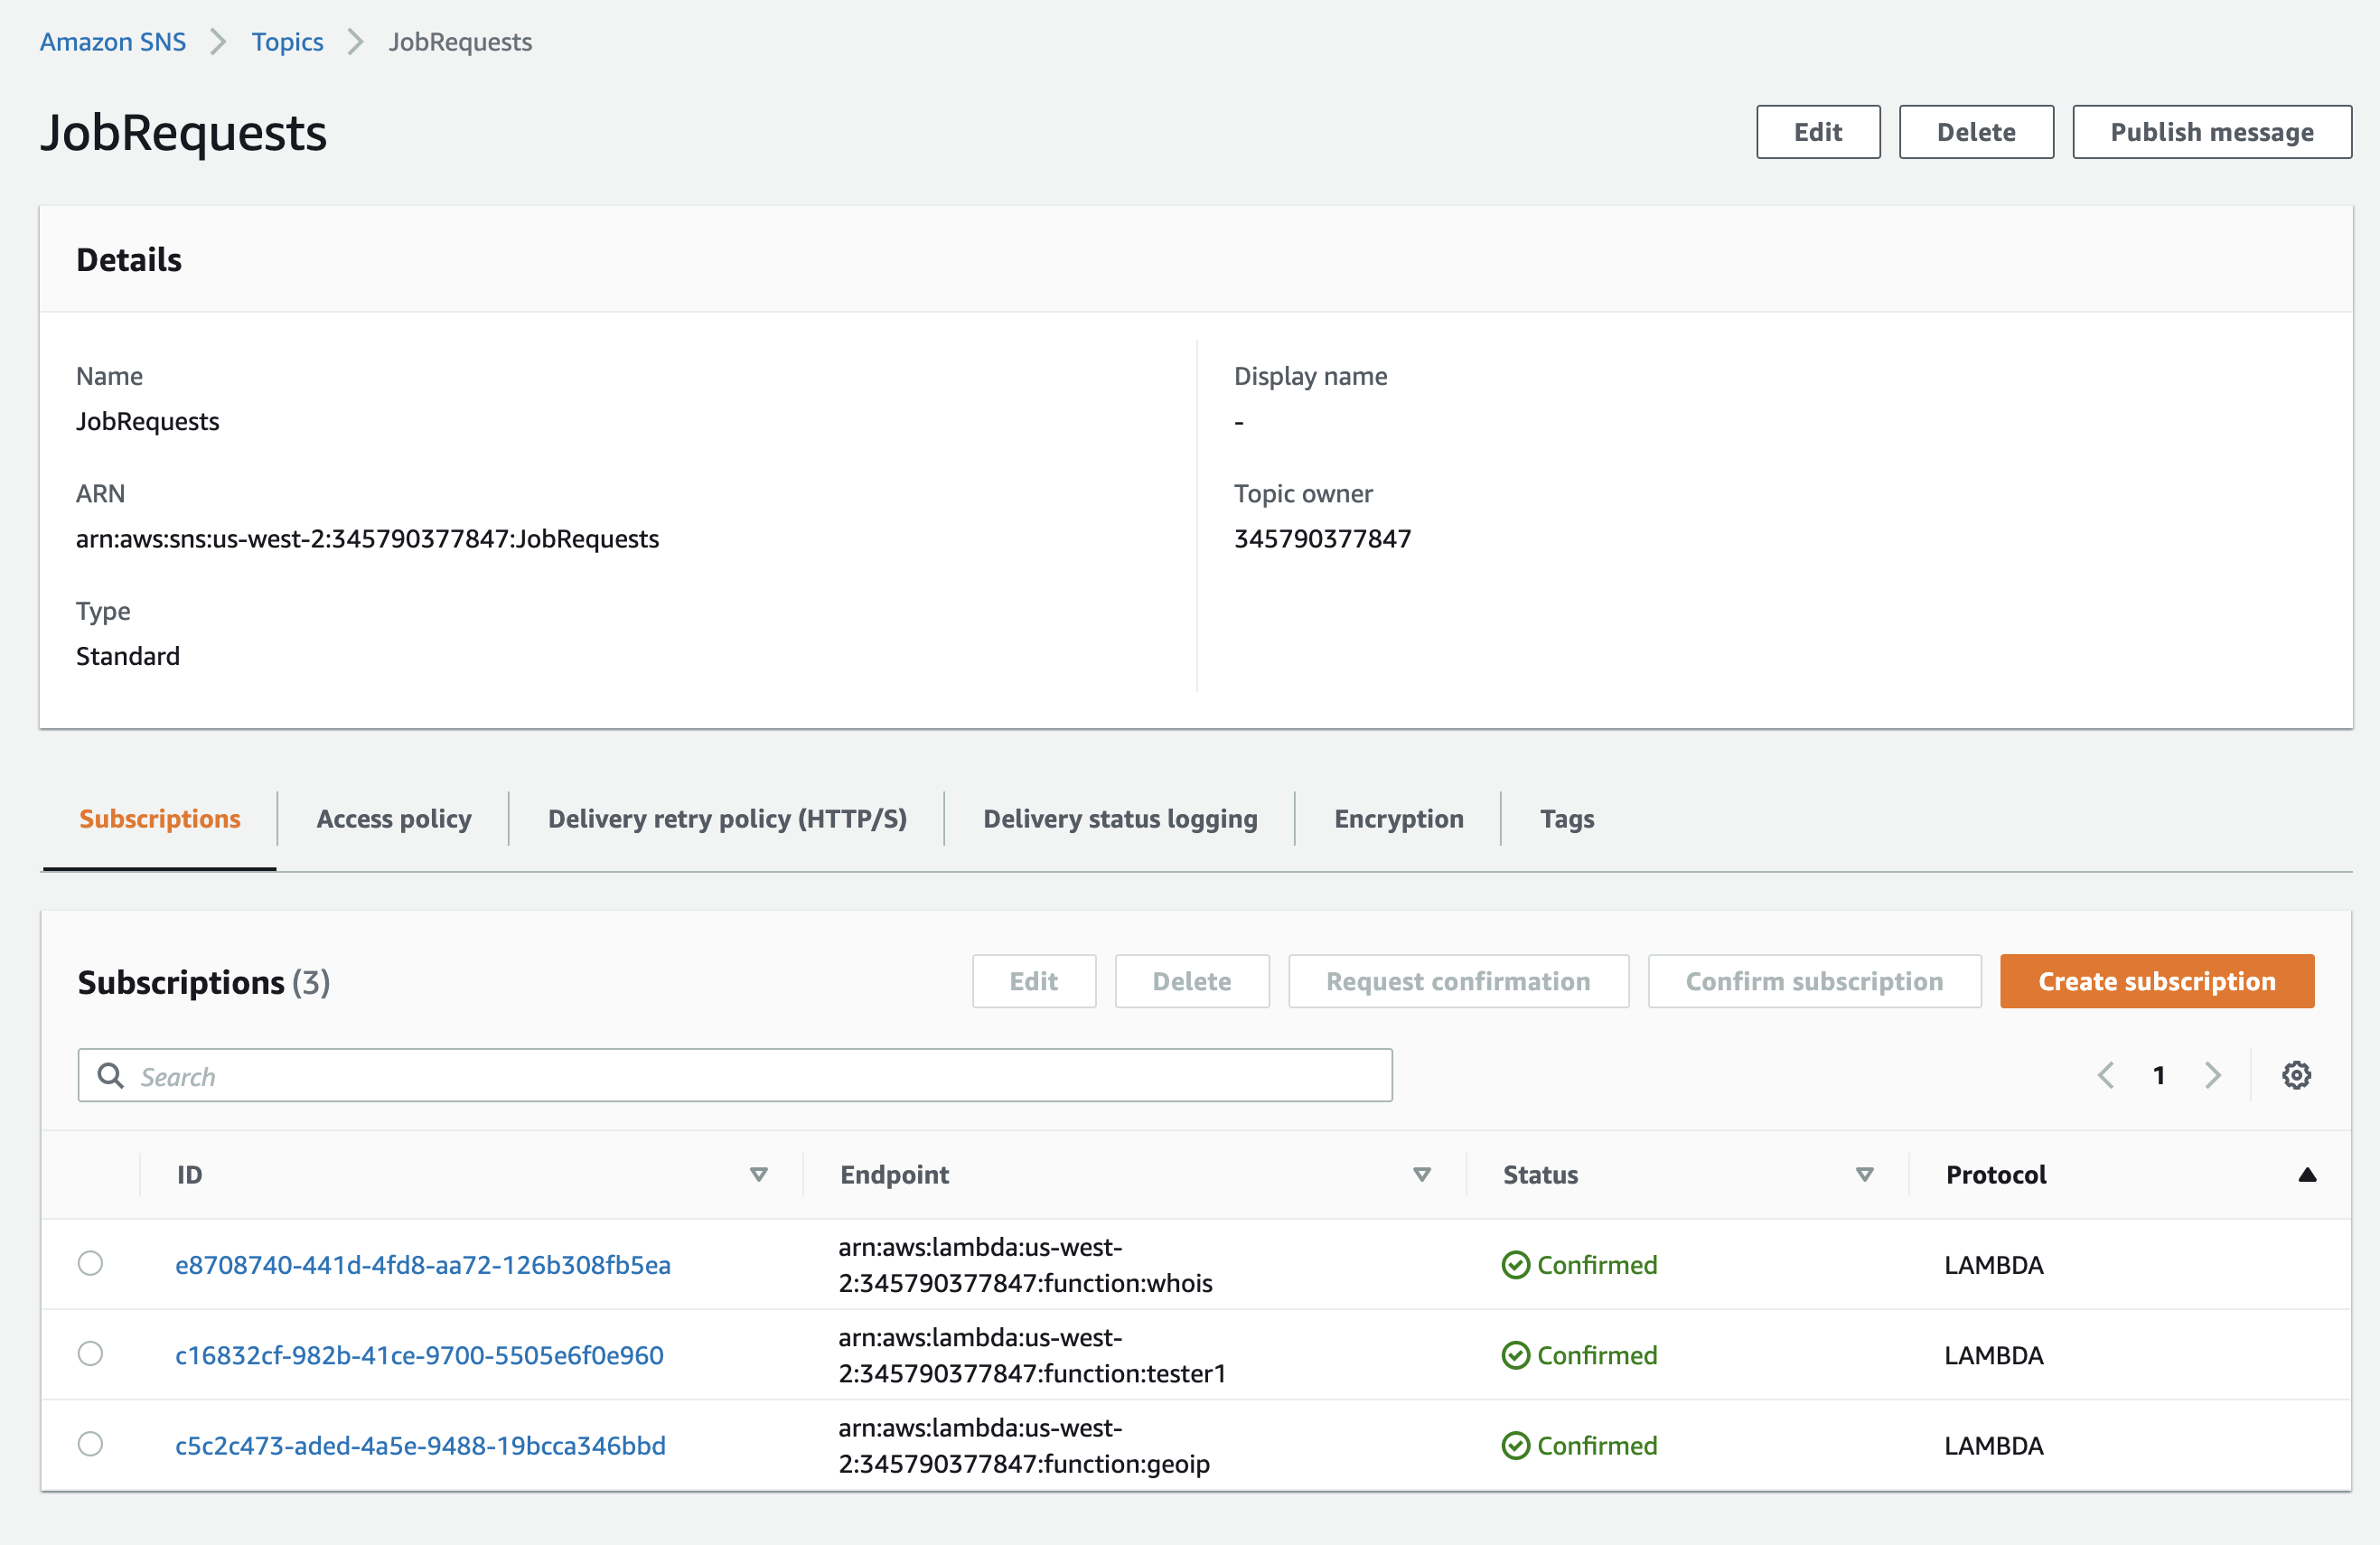 Amazon SNS > Topics > JobRequests
JobRequests
Edit
Delete
Publish message
Details
Name
JobRequests
ARN
arn:aws:sns:us-west-2:345790377847:JobRequests
Type
Standard
Display name
-
Topic owner
345790377847
Subscriptions
Access policy
Delivery retry policy (HTTP/S)
Delivery status logging
Encryption
Tags
Subscriptions (3)
Edit
Delete
Request confirmation
Confirm subscription
Create subscription
Search
1
ID
Endpoint
Status
Protocol
e8708740-441d-4fd8-aa72-126b308fb5ea
arn:aws:lambda:us-west-
2:345790377847:function:whois
Confirmed
LAMBDA
c16832cf-982b-41ce-9700-5505e6f0e960
arn:aws:lambda:us-west-
2:345790377847:function:tester1
Confirmed
LAMBDA
c5c2c473-aded-4a5e-9488-19bcca346bbd
arn:aws:lambda:us-west-
2:345790377847:function:geoip
Confirmed
LAMBDA